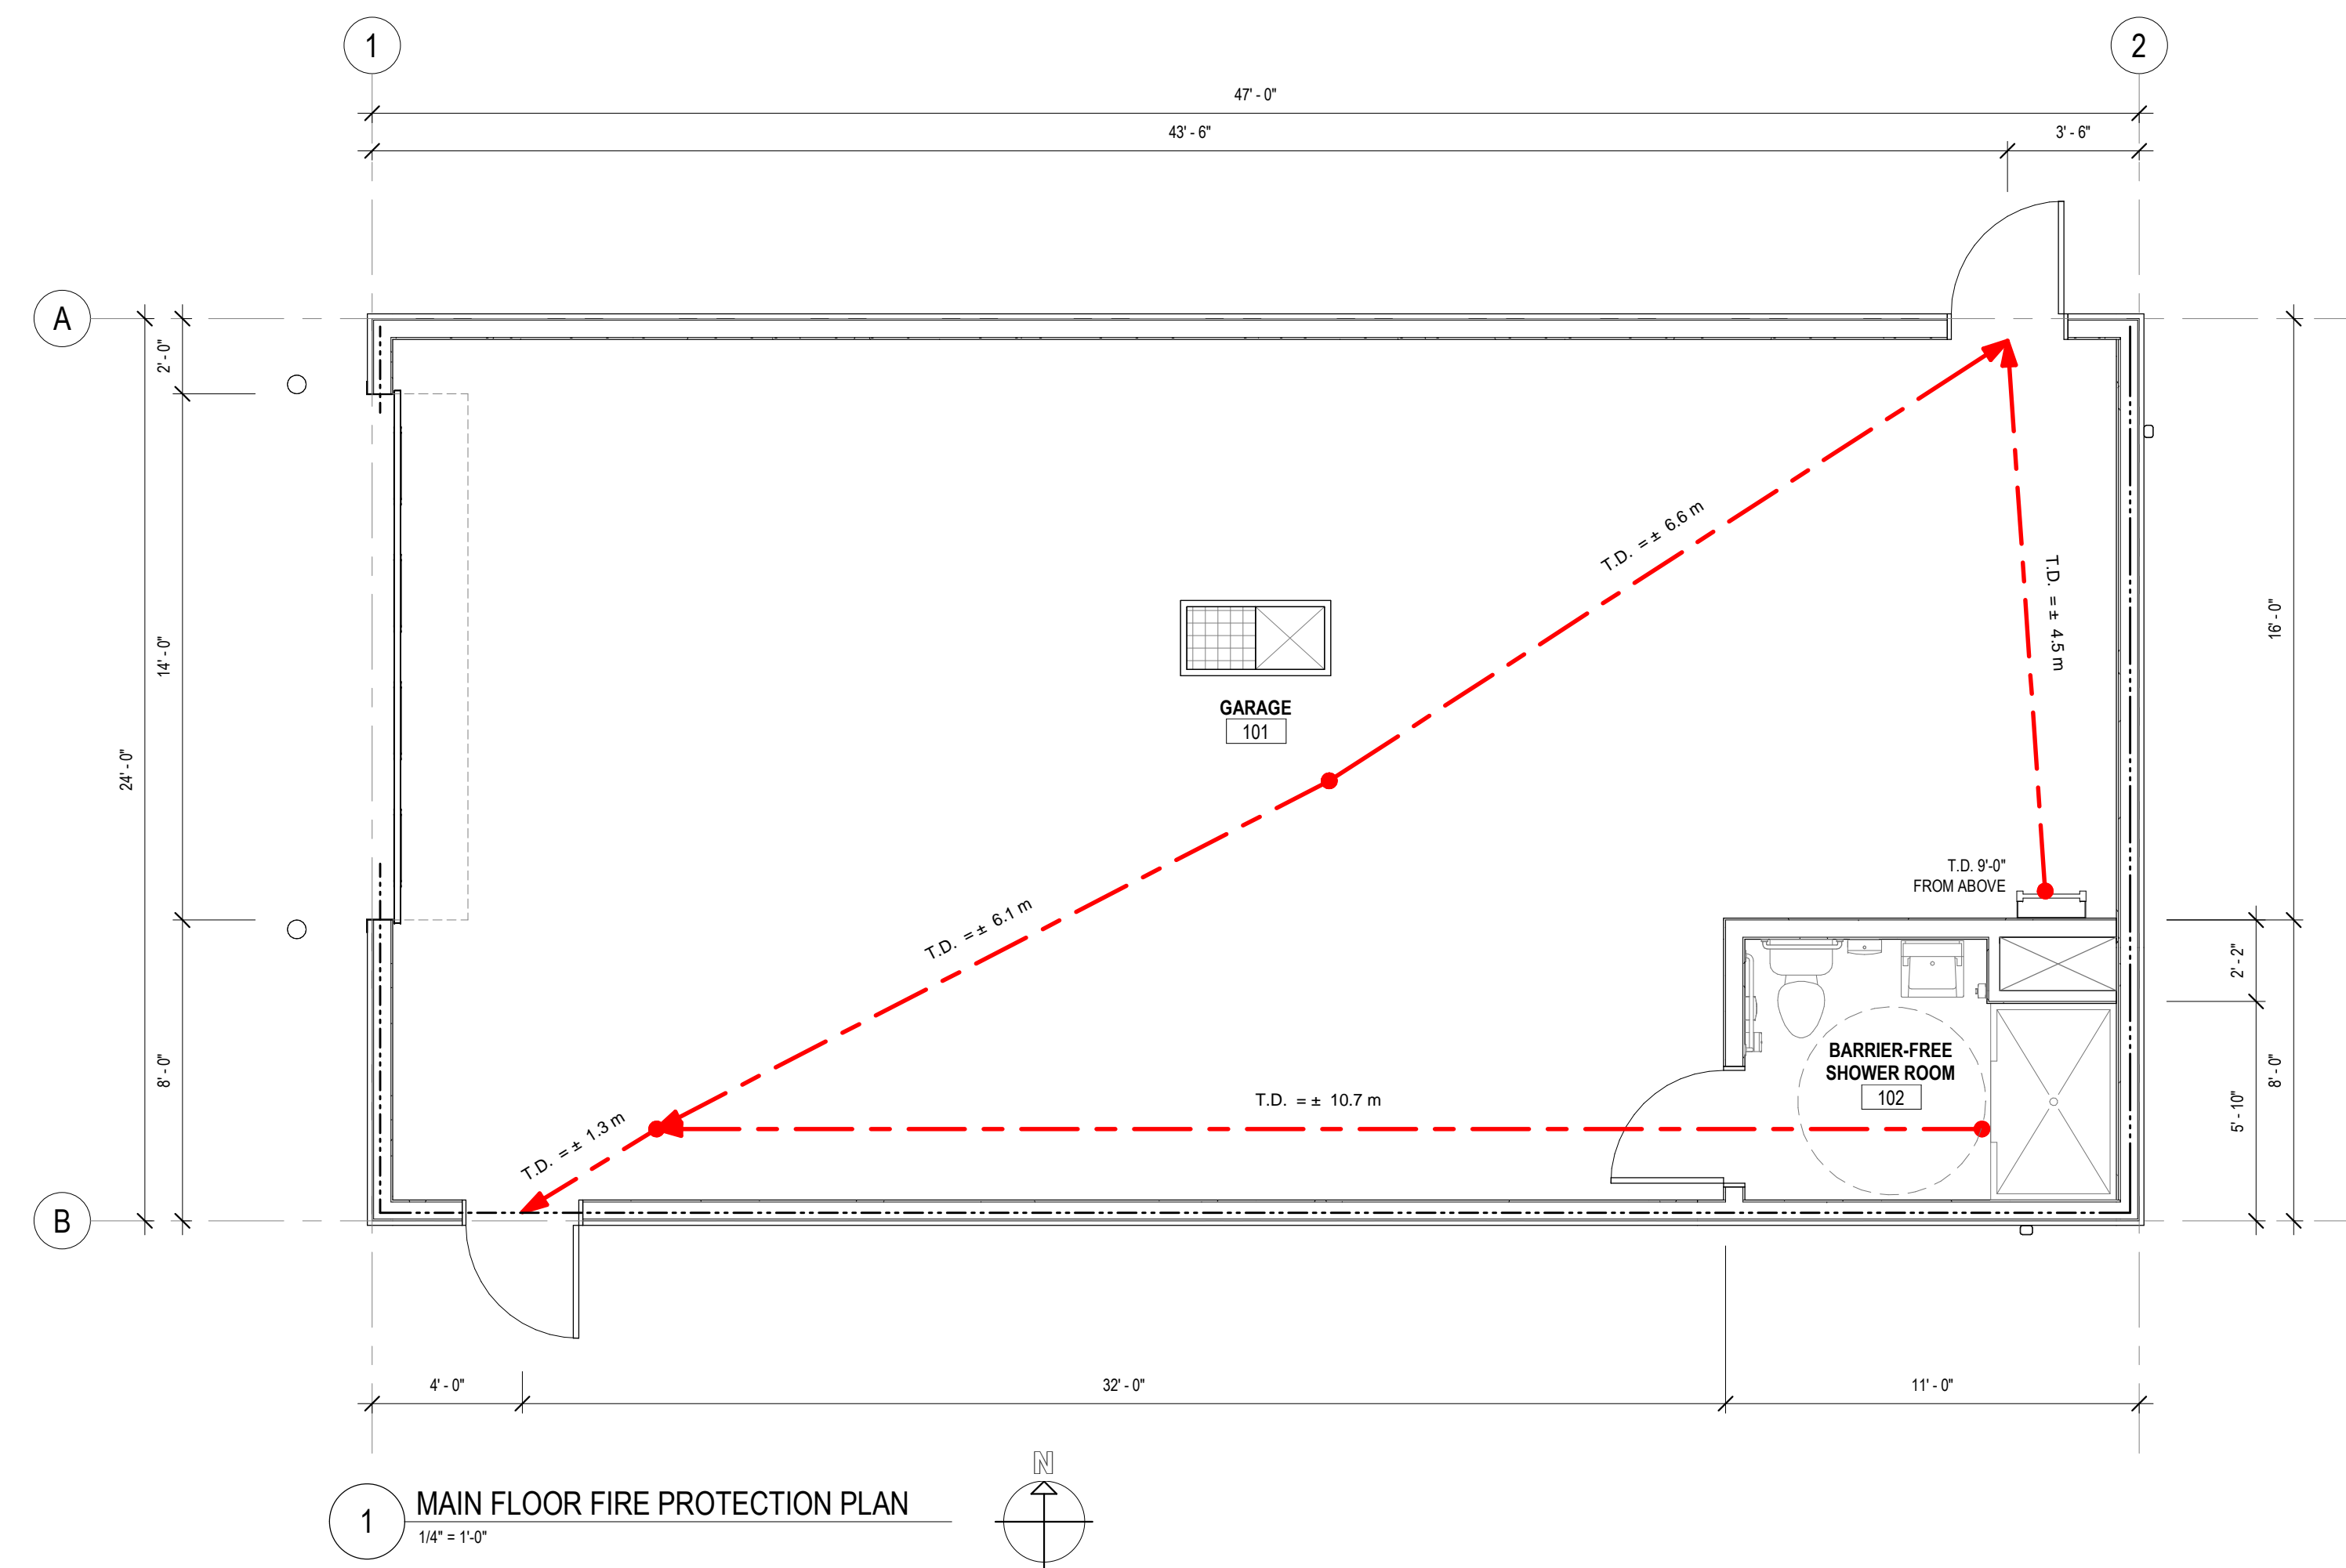 1
2
47' - 0"
43' - 6"
3' - 6"
A
2' - 0"
14' - 0"
24' - 0"
8' - 0"
B
T.D. = ± 6.6 m
T.D. = ± 4.5 m
16' - 0"
GARAGE
101
T.D. 9'-0"
FROM ABOVE
T.D. = ± 6.1 m
2' - 2"
8' - 0"
5' - 10"
BARRIER-FREE
SHOWER ROOM
102
T.D. = ± 10.7 m
T.D. = ± 1.3 m
4' - 0"
32' - 0"
11' - 0"
N
1
MAIN FLOOR FIRE PROTECTION PLAN
1/4" = 1'-0"